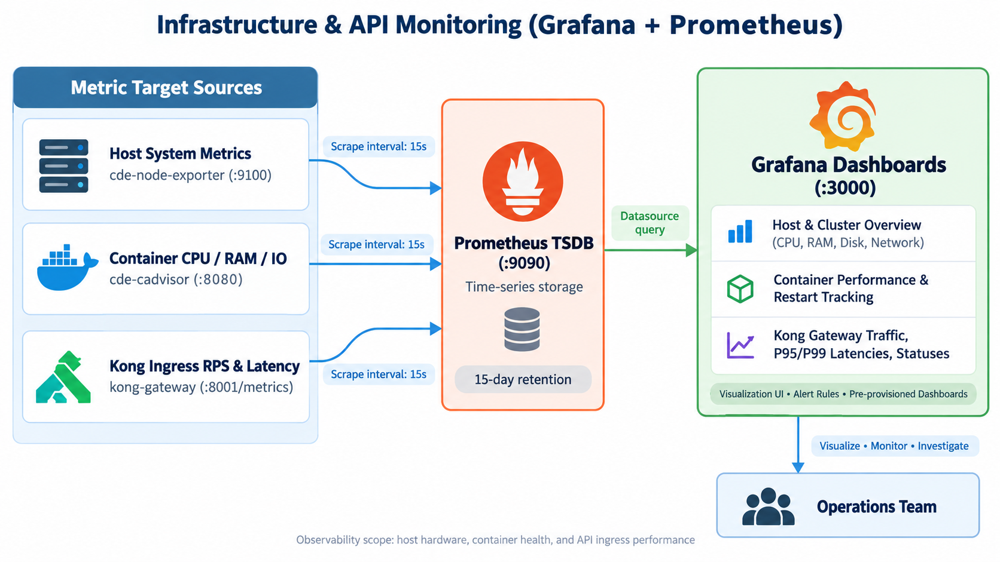 Infrastructure & API Monitoring (Grafana + Prometheus)
Metric Target Sources
Host System Metrics
cde-node-exporter (:9100)
Container CPU / RAM / IO
cde-cadvisor (:8080)
Kong Ingress RPS & Latency
kong-gateway (:8001/metrics)
Scrape interval: 15s
Scrape interval: 15s
Scrape interval: 15s
Prometheus TSDB
(:9090)
Time-series storage
15-day retention
Datasource
query
Grafana Dashboards
(:3000)
Host & Cluster Overview
(CPU, RAM, Disk, Network)
Container Performance &
Restart Tracking
Kong Gateway Traffic,
P95/P99 Latencies, Statuses
Visualization UI • Alert Rules • Pre-provisioned Dashboards
Visualize • Monitor • Investigate
Operations Team
Observability scope: host hardware, container health, and API ingress performance